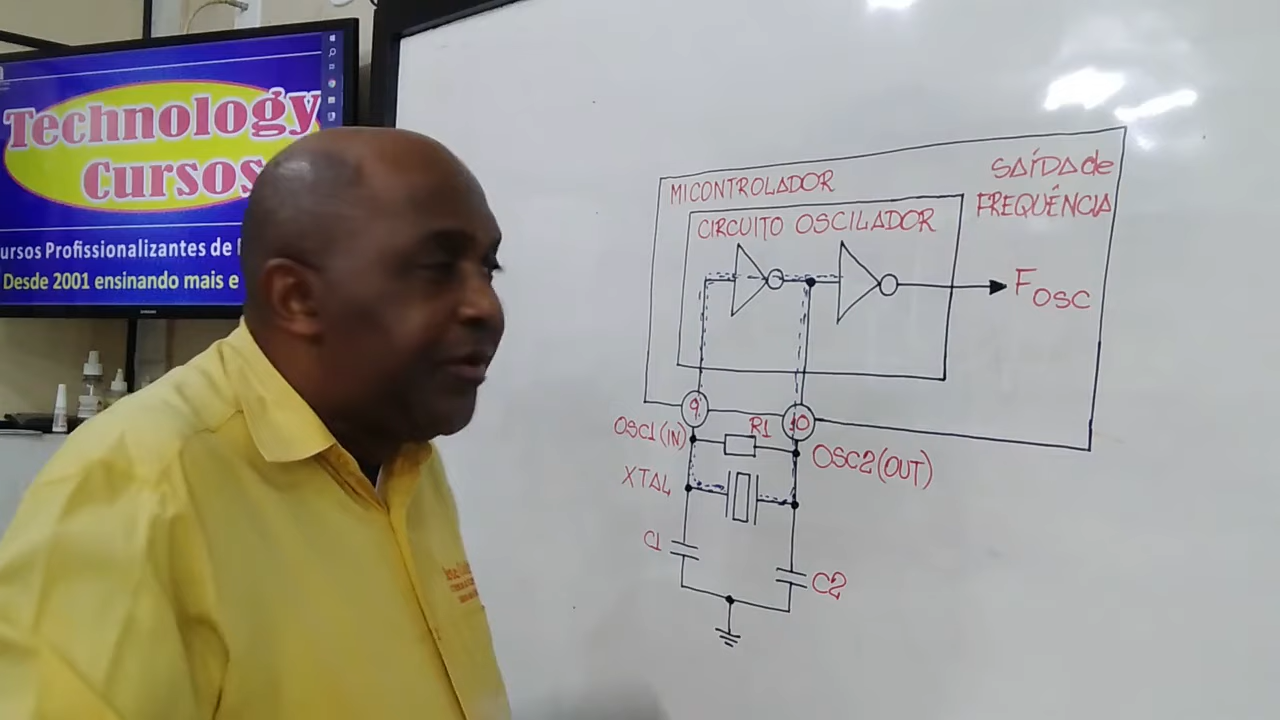 Technology
Cursos
ursos Profissionalizantes de
Desde 2001 ensinando mais e
SAÍDA de
FREQUÊNCIA
MICONTROLADOR
CIRCUITO OSCILADOR
FOSC
9
10
OSC1(IN)
R1
OSC2(OUT)
XTAL
C1
C2